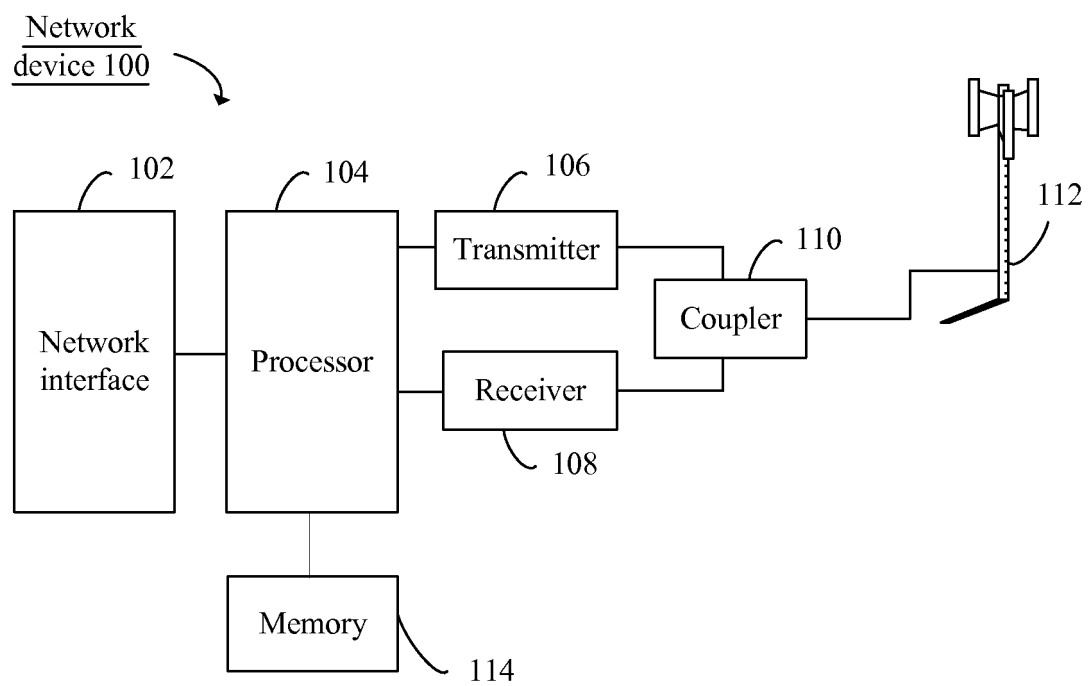 Network
device 100
102
104
106
112
Transmitter
110
Coupler
Network
interface
Processor
Receiver
108
Memory
114